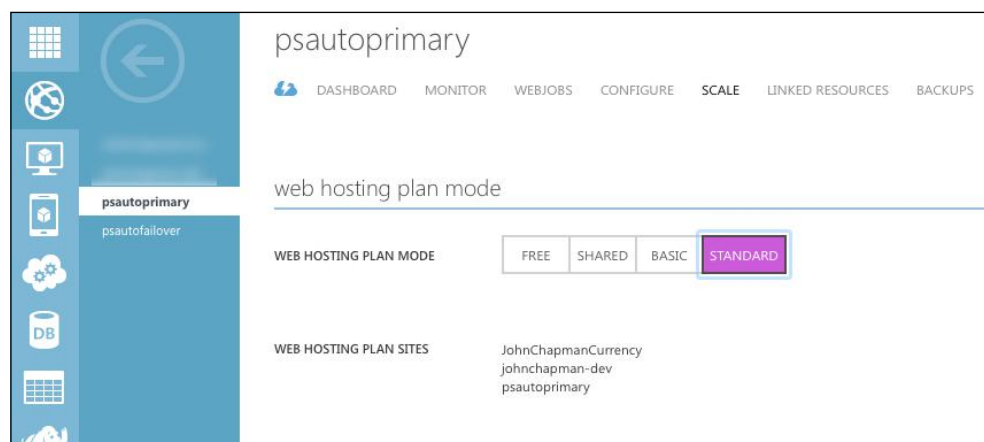 psautoprimary
DASHBOARD MONITOR WEBJOBS CONFIGURE SCALE LINKED RESOURCES BACKUPS
psautoprimary
psautofailover
DB
web hosting plan mode
WEB HOSTING PLAN MODE FREE SHARED BASIC STANDARD
WEB HOSTING PLAN SITES JohnChapmanCurrency
johnchapman-dev
psautoprimary